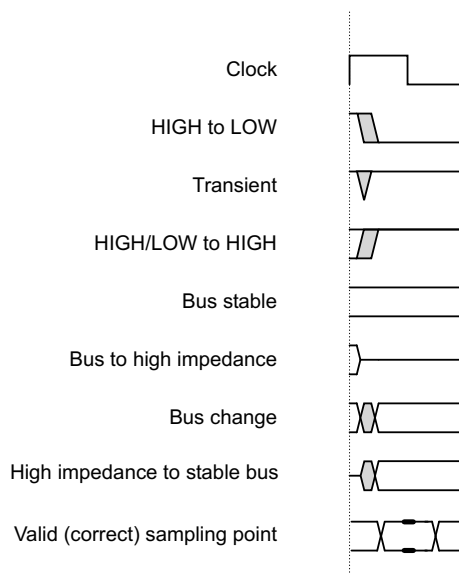 Clock
HIGH to LOW
Transient
HIGH/LOW to HIGH
Bus stable
Bus to high impedance
Bus change
High impedance to stable bus
Valid (correct) sampling point